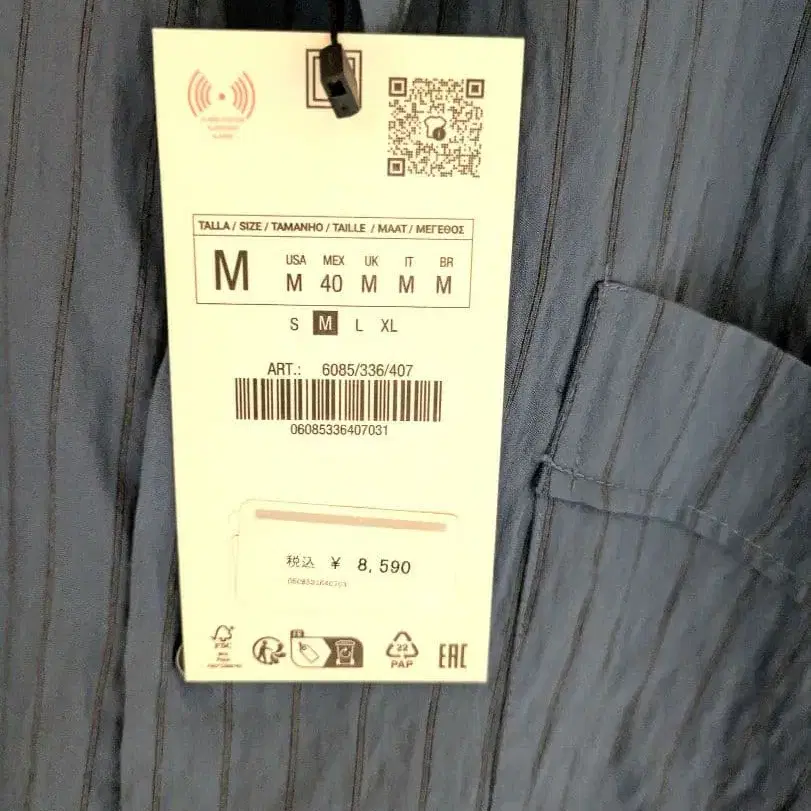 TALLA / SIZE / TAMANHO / TAILLE / MAAT / ΜΕΓΕΘΟΣ
M
USA MEX UK IT BR
M 40 M M M
S M L XL
ART.: 6085/336/407
06085336407031
税込 ¥ 8,590
FSC
22
PAP
EAC